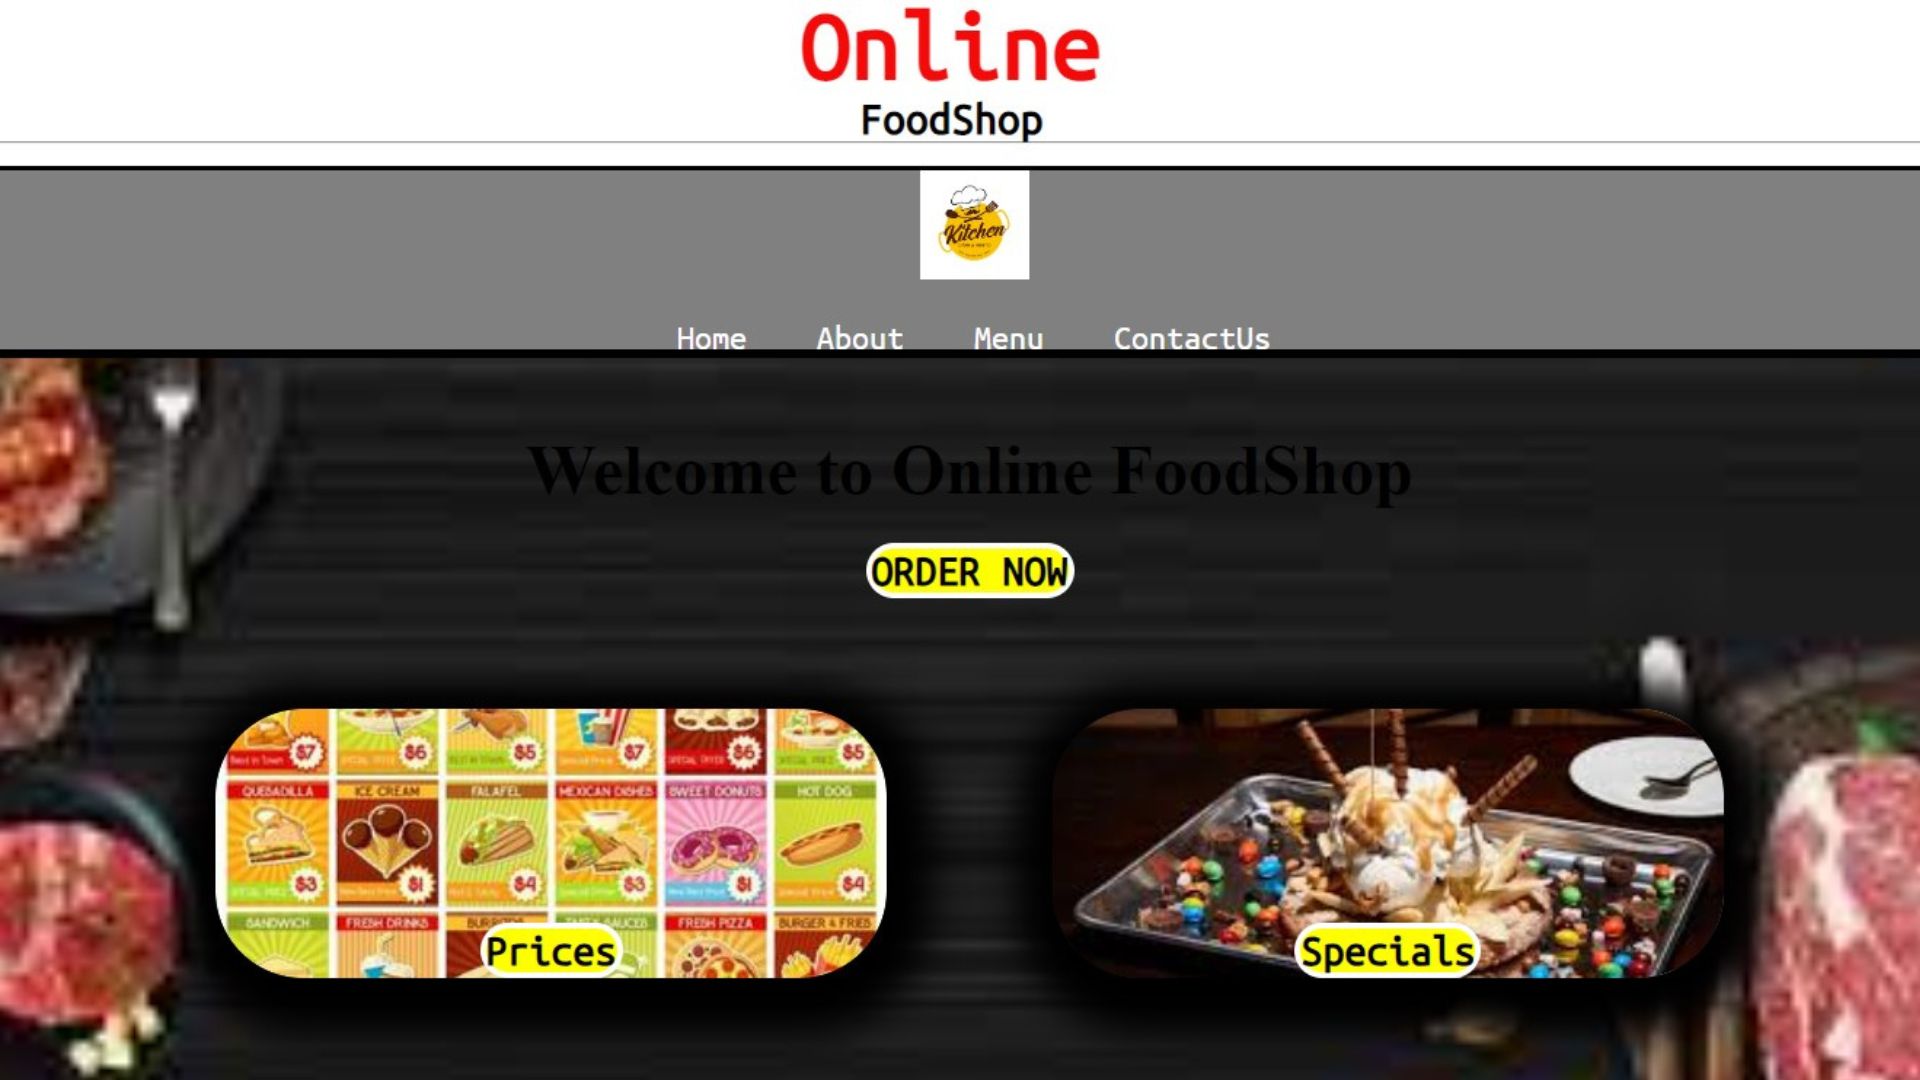 Online
FoodShop
Kitchen
Home About Menu ContactUs
Welcome to Online FoodShop
ORDER NOW
$7 $6 $5 $7 $6 $5
QUESADILLA ICE CREAM FALAFEL MEXICAN DISHES SWEET DONUTS HOT DOG
$3 $1 $4 $3 $1 $4
SANDWICH FRESH DRINKS TASTY SAUCES FRESH PIZZA BURGER & FRIES
Prices
Specials